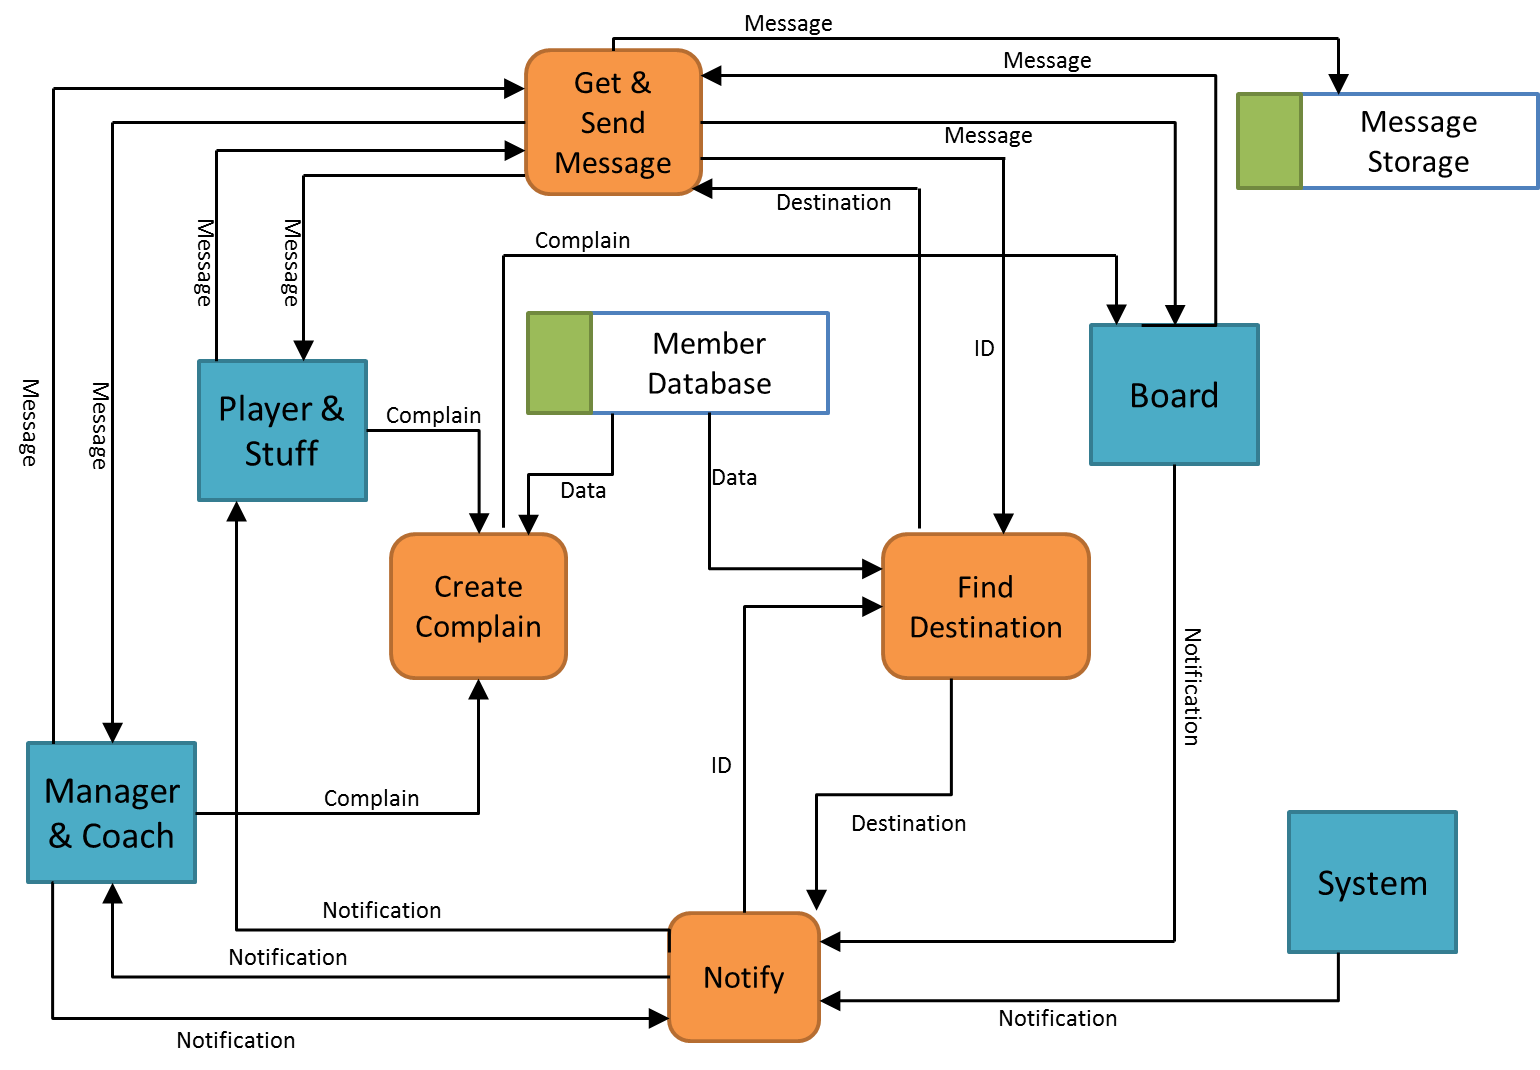 Message
Get &
Send
Message
Message
Message
Storage
Message
Destination
Message
Message
Complain
Member
Database
ID
Board
Player &
Stuff
Complain
Message
Message
Data
Data
Create
Complain
Find
Destination
Notification
Manager
& Coach
ID
Complain
Destination
System
Notification
Notification
Notify
Notification
Notification